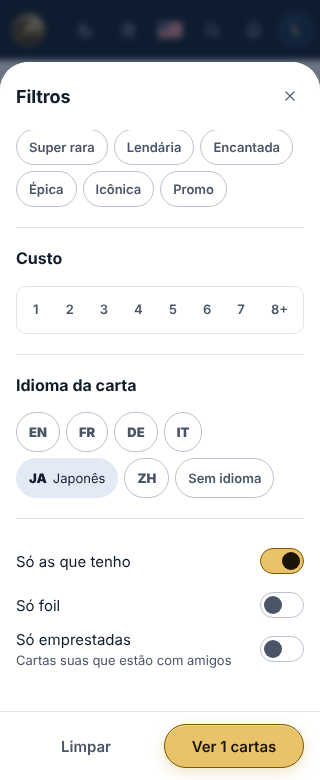 Filtros
Super rara Lendária Encantada
Épica Icônica Promo
Custo
1 2 3 4 5 6 7 8+
Idioma da carta
EN FR DE IT
JA Japonês ZH Sem idioma
Só as que tenho
Só foil
Só emprestadas
Cartas suas que estão com amigos
Limpar Ver 1 cartas